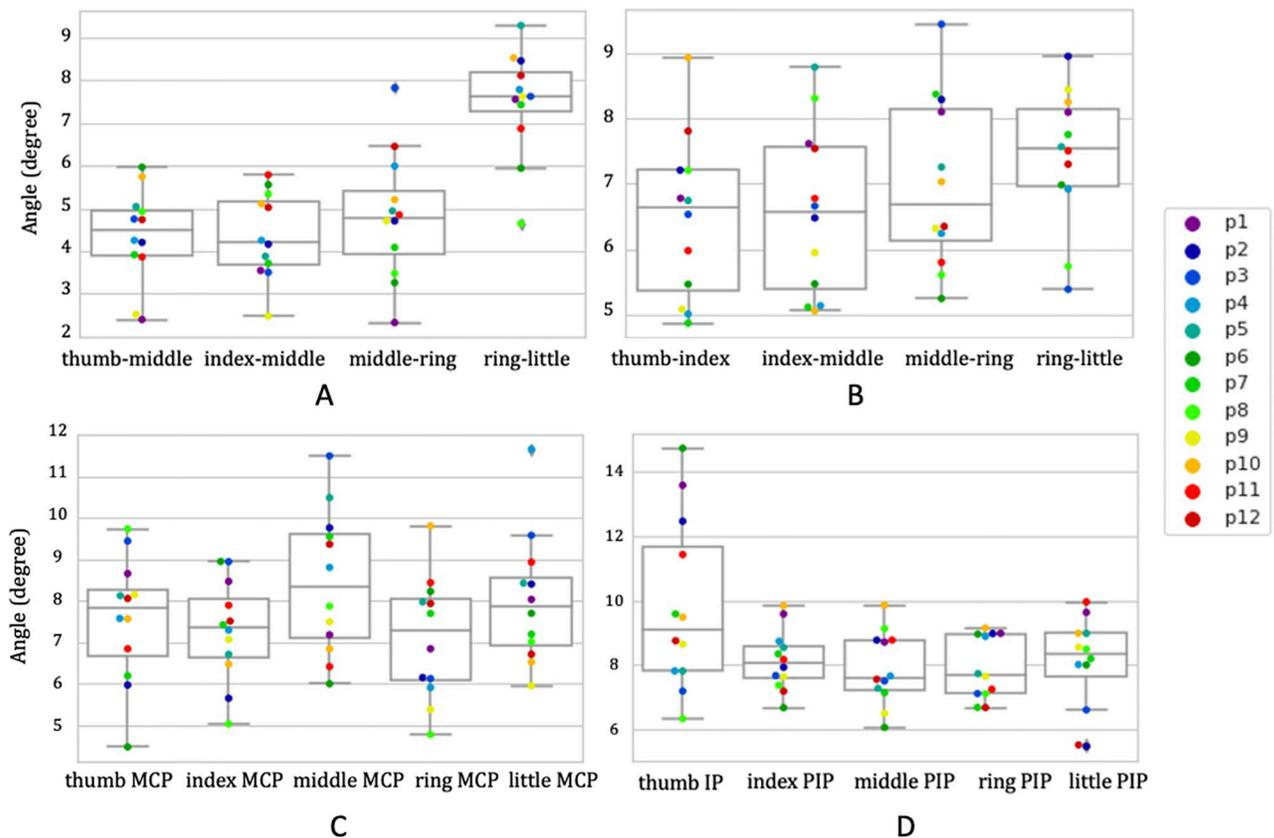 9
8
7
6
5
4
3
2
Angle (degree)
thumb-middle index-middle middle-ring ring-little
A
9
8
7
6
5
thumb-index index-middle middle-ring ring-little
B
12
11
10
9
8
7
6
5
Angle (degree)
thumb MCP index MCP middle MCP ring MCP little MCP
C
14
12
10
8
6
thumb IP index PIP middle PIP ring PIP little PIP
D
p1
p2
p3
p4
p5
p6
p7
p8
p9
p10
p11
p12